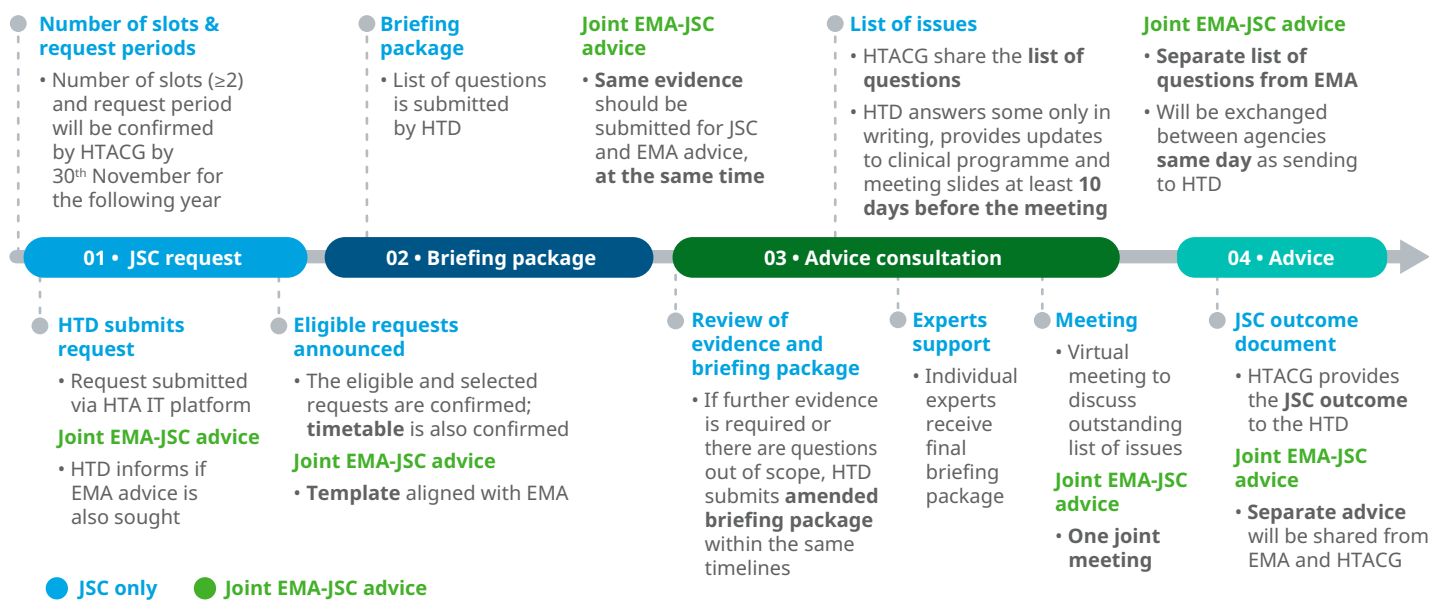 Number of slots &
request periods
• Number of slots (≥2)
and request period
will be confirmed
by HTACG by
30th November for
the following year
Briefing
package
• List of questions
is submitted
by HTD
Joint EMA-JSC
advice
• Same evidence
should be
submitted for JSC
and EMA advice,
at the same time
List of issues
• HTACG share the list of
questions
• HTD answers some only in
writing, provides updates
to clinical programme and
meeting slides at least 10
days before the meeting
Joint EMA-JSC advice
• Separate list of
questions from EMA
• Will be exchanged
between agencies
same day as sending
to HTD
01 • JSC request
02 • Briefing package
03 • Advice consultation
04 • Advice
HTD submits
request
• Request submitted
via HTA IT platform
Joint EMA-JSC advice
• HTD informs if
EMA advice is
also sought
Eligible requests
announced
• The eligible and selected
requests are confirmed;
timetable is also confirmed
Joint EMA-JSC advice
• Template aligned with EMA
Review of
evidence and
briefing package
• If further evidence
is required or
there are questions
out of scope, HTD
submits amended
briefing package
within the same
timelines
Experts
support
• Individual
experts
receive
final
briefing
package
Meeting
• Virtual
meeting to
discuss
outstanding
list of issues
Joint EMA-JSC
advice
• One joint
meeting
JSC outcome
document
• HTACG provides
the JSC outcome
to the HTD
Joint EMA-JSC
advice
• Separate advice
will be shared from
EMA and HTACG
JSC only
Joint EMA-JSC advice